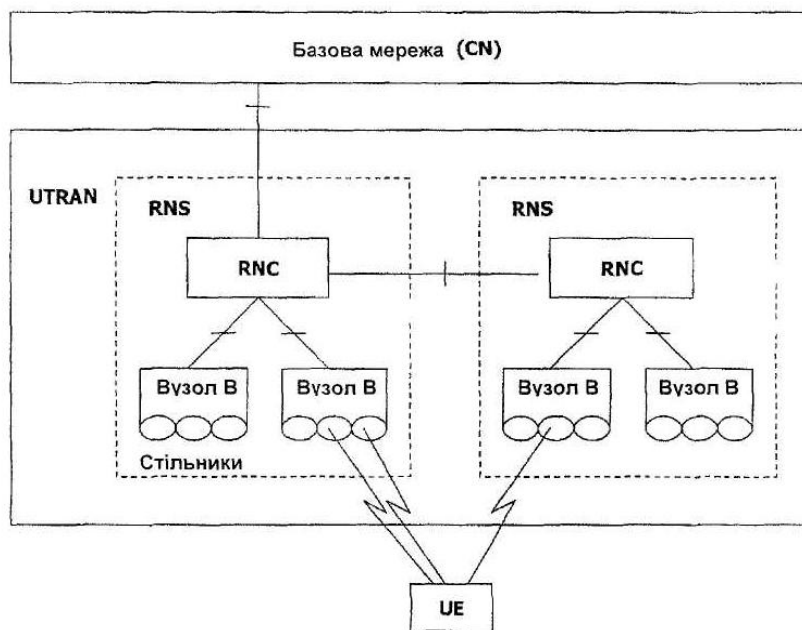 Базова мережа (CN)
UTRAN
RNS
RNS
RNC
RNC
Вузол В
Вузол В
Вузол В
Вузол В
Стільники
UE